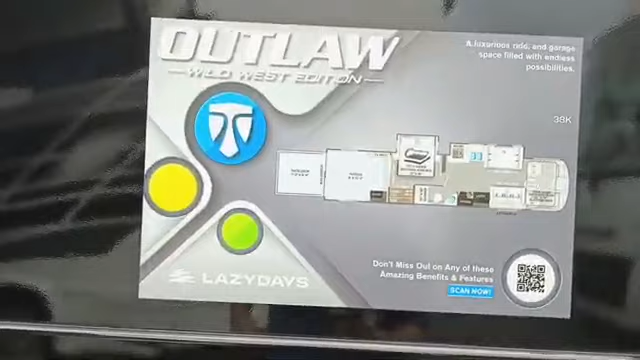 OUTLAW
WILD WEST EDITION
A luxurious ride, and garage
space filled with endless
possibilities.
38K
Don't Miss Out on Any of these
Amazing Benefits & Features
SCAN NOW!
LAZYDAYS